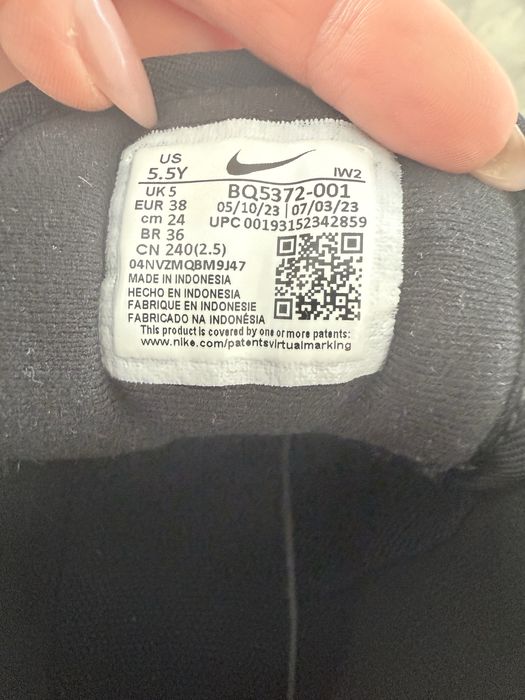 US
5.5Y
IW2
UK 5
BQ5372-001
EUR 38
05/10/23 | 07/03/23
cm 24
UPC 00193152342859
BR 36
CN 240(2.5)
04NVZMQBM9J47
MADE IN INDONESIA
HECHO EN INDONESIA
FABRIQUE EN INDONESIE
FABRICADO NA INDONÉSIA
This product is covered by one or more patents:
www.nike.com/patentsvirtualmarking